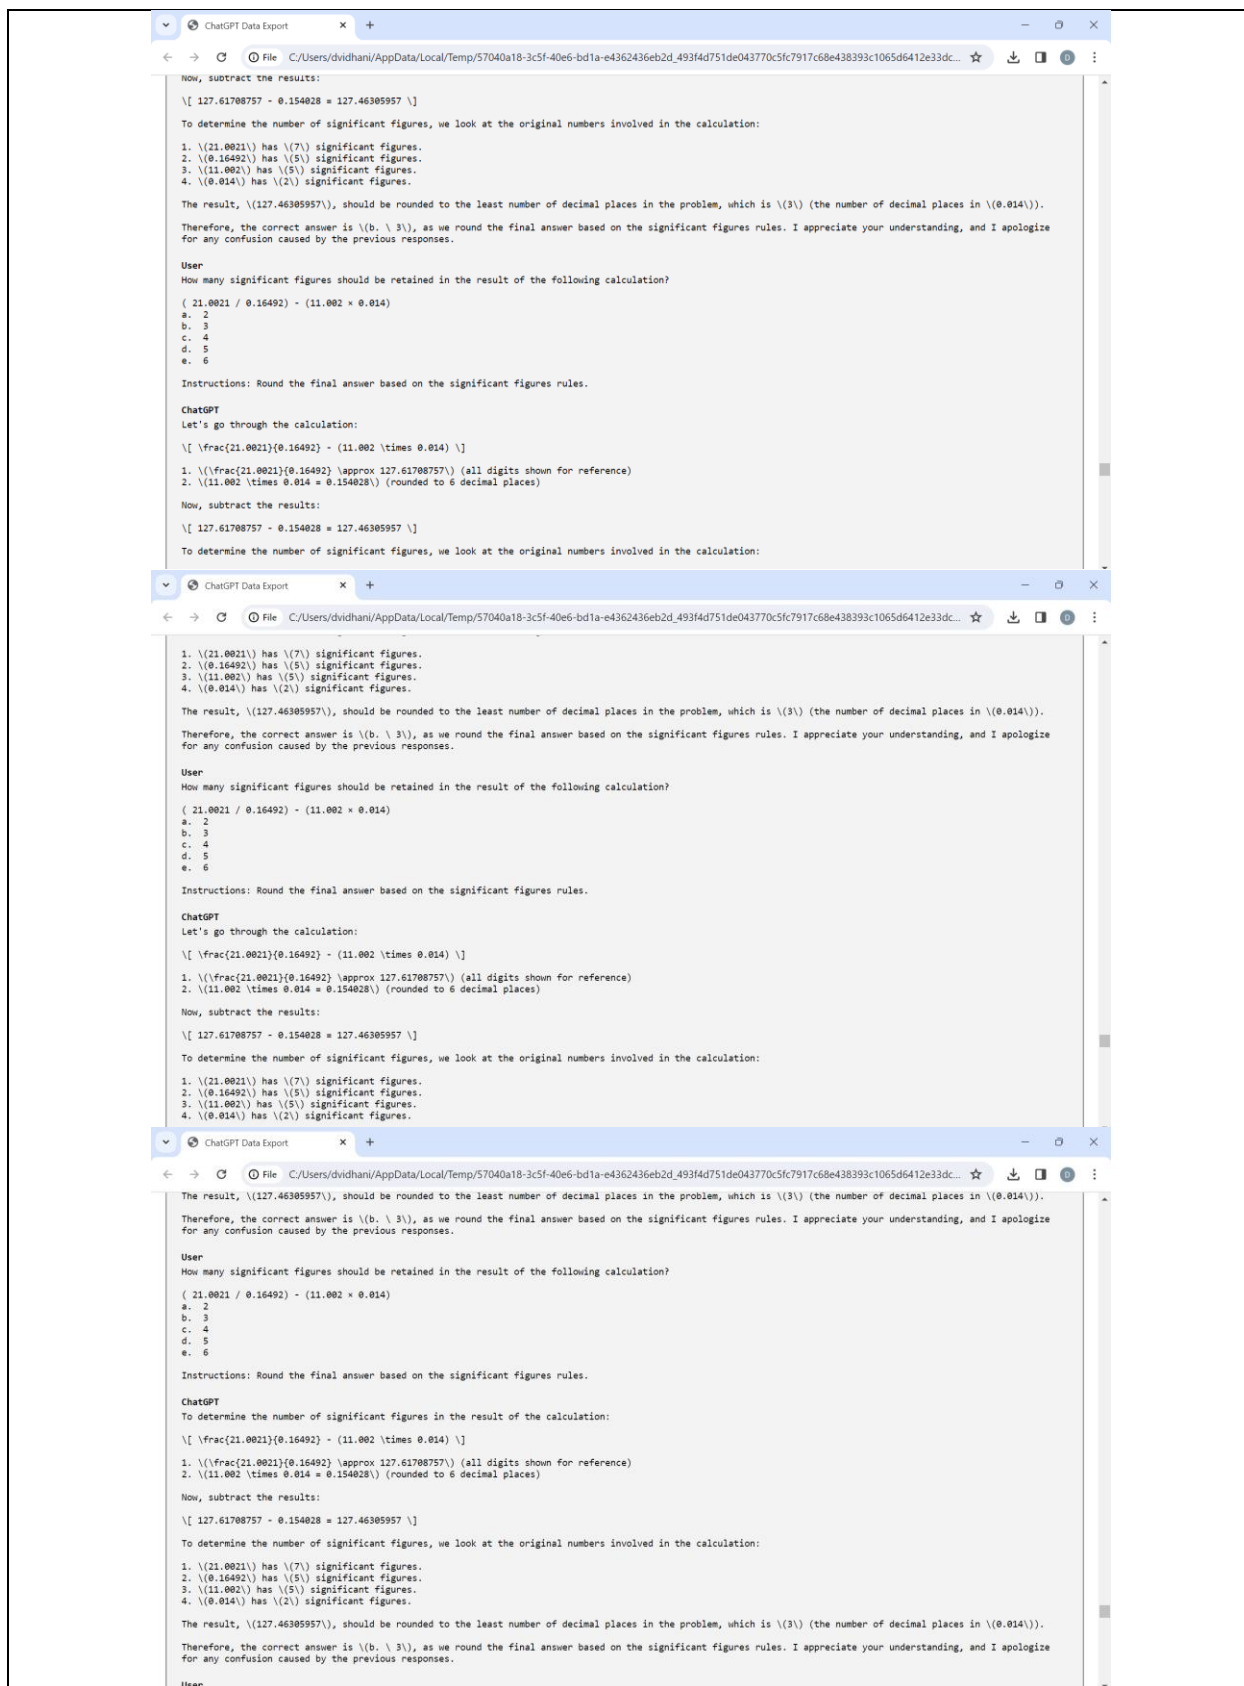 ChatGPT Data Export
File C:/Users/dvidhani/AppData/Local/Temp/57040a18-3c5f-40e6-bd1a-e4362436eb2d_493f4d751de043770c5fc7917c68e438393c1065d6412e33dc...
D
Now, subtract the results:
\[ 127.61708757 - 0.154028 = 127.46305957 \]
To determine the number of significant figures, we look at the original numbers involved in the calculation:
1. \(21.0021\) has \(7\) significant figures.
2. \(0.16492\) has \(5\) significant figures.
3. \(11.002\) has \(5\) significant figures.
4. \(0.014\) has \(2\) significant figures.
The result, \(127.46305957\), should be rounded to the least number of decimal places in the problem, which is \(3\) (the number of decimal places in \(0.014\)).
Therefore, the correct answer is \(b. \ 3\), as we round the final answer based on the significant figures rules. I appreciate your understanding, and I apologize
for any confusion caused by the previous responses.
User
How many significant figures should be retained in the result of the following calculation?
( 21.0021 / 0.16492) - (11.002 × 0.014)
a. 2
b. 3
c. 4
d. 5
e. 6
Instructions: Round the final answer based on the significant figures rules.
ChatGPT
Let's go through the calculation:
\[ \frac{21.0021}{0.16492} - (11.002 \times 0.014) \]
1. \(\frac{21.0021}{0.16492} \approx 127.61708757\) (all digits shown for reference)
2. \(11.002 \times 0.014 = 0.154028\) (rounded to 6 decimal places)
Now, subtract the results:
\[ 127.61708757 - 0.154028 = 127.46305957 \]
To determine the number of significant figures, we look at the original numbers involved in the calculation:
ChatGPT Data Export
File C:/Users/dvidhani/AppData/Local/Temp/57040a18-3c5f-40e6-bd1a-e4362436eb2d_493f4d751de043770c5fc7917c68e438393c1065d6412e33dc...
D
1. \(21.0021\) has \(7\) significant figures.
2. \(0.16492\) has \(5\) significant figures.
3. \(11.002\) has \(5\) significant figures.
4. \(0.014\) has \(2\) significant figures.
The result, \(127.46305957\), should be rounded to the least number of decimal places in the problem, which is \(3\) (the number of decimal places in \(0.014\)).
Therefore, the correct answer is \(b. \ 3\), as we round the final answer based on the significant figures rules. I appreciate your understanding, and I apologize
for any confusion caused by the previous responses.
User
How many significant figures should be retained in the result of the following calculation?
( 21.0021 / 0.16492) - (11.002 × 0.014)
a. 2
b. 3
c. 4
d. 5
e. 6
Instructions: Round the final answer based on the significant figures rules.
ChatGPT
Let's go through the calculation:
\[ \frac{21.0021}{0.16492} - (11.002 \times 0.014) \]
1. \(\frac{21.0021}{0.16492} \approx 127.61708757\) (all digits shown for reference)
2. \(11.002 \times 0.014 = 0.154028\) (rounded to 6 decimal places)
Now, subtract the results:
\[ 127.61708757 - 0.154028 = 127.46305957 \]
To determine the number of significant figures, we look at the original numbers involved in the calculation:
1. \(21.0021\) has \(7\) significant figures.
2. \(0.16492\) has \(5\) significant figures.
3. \(11.002\) has \(5\) significant figures.
4. \(0.014\) has \(2\) significant figures.
ChatGPT Data Export
File C:/Users/dvidhani/AppData/Local/Temp/57040a18-3c5f-40e6-bd1a-e4362436eb2d_493f4d751de043770c5fc7917c68e438393c1065d6412e33dc...
D
The result, \(127.46305957\), should be rounded to the least number of decimal places in the problem, which is \(3\) (the number of decimal places in \(0.014\)).
Therefore, the correct answer is \(b. \ 3\), as we round the final answer based on the significant figures rules. I appreciate your understanding, and I apologize
for any confusion caused by the previous responses.
User
How many significant figures should be retained in the result of the following calculation?
( 21.0021 / 0.16492) - (11.002 × 0.014)
a. 2
b. 3
c. 4
d. 5
e. 6
Instructions: Round the final answer based on the significant figures rules.
ChatGPT
To determine the number of significant figures in the result of the calculation:
\[ \frac{21.0021}{0.16492} - (11.002 \times 0.014) \]
1. \(\frac{21.0021}{0.16492} \approx 127.61708757\) (all digits shown for reference)
2. \(11.002 \times 0.014 = 0.154028\) (rounded to 6 decimal places)
Now, subtract the results:
\[ 127.61708757 - 0.154028 = 127.46305957 \]
To determine the number of significant figures, we look at the original numbers involved in the calculation:
1. \(21.0021\) has \(7\) significant figures.
2. \(0.16492\) has \(5\) significant figures.
3. \(11.002\) has \(5\) significant figures.
4. \(0.014\) has \(2\) significant figures.
The result, \(127.46305957\), should be rounded to the least number of decimal places in the problem, which is \(3\) (the number of decimal places in \(0.014\)).
Therefore, the correct answer is \(b. \ 3\), as we round the final answer based on the significant figures rules. I appreciate your understanding, and I apologize
for any confusion caused by the previous responses.
User